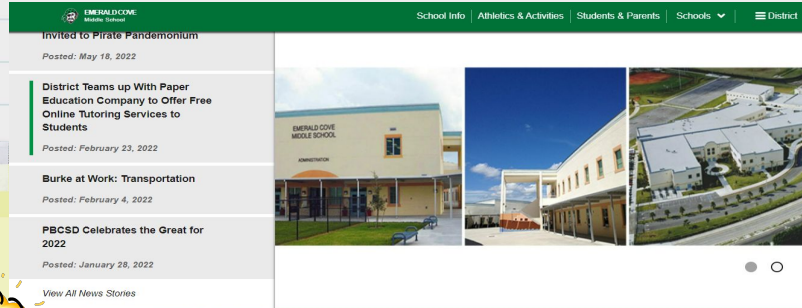 EMERALD COVE
Middle School
School Info
Athletics & Activities
Students & Parents
Schools
District
Invited to Pirate Pandemonium
Posted: May 18, 2022
District Teams up With Paper
Education Company to Offer Free
Online Tutoring Services to
Students
Posted: February 23, 2022
Burke at Work: Transportation
Posted: February 4, 2022
PBCSD Celebrates the Great for
2022
Posted: January 28, 2022
View All News Stories
EMERALD COVE
MIDDLE SCHOOL
ADMINISTRATION